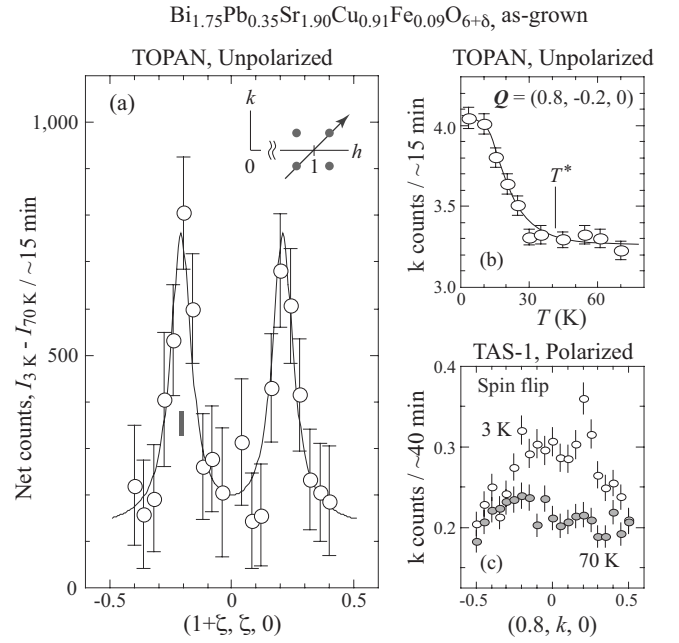 Bi1.75Pb0.35Sr1.90Cu0.91Fe0.09O6+δ, as-grown
TOPAN, Unpolarized
(a)
k
0
1
h
1,000
500
0
Net counts, I3 K - I70 K / ~15 min
-0.5
0
0.5
(1+ζ, ζ, 0)
TOPAN, Unpolarized
Q = (0.8, -0.2, 0)
4.0
3.5
3.0
k counts / ~15 min
T*
(b)
0
30
60
T (K)
TAS-1, Polarized
0.4
0.3
0.2
0.1
k counts / ~40 min
Spin flip
3 K
70 K
(c)
-0.5
0
0.5
(0.8, k, 0)